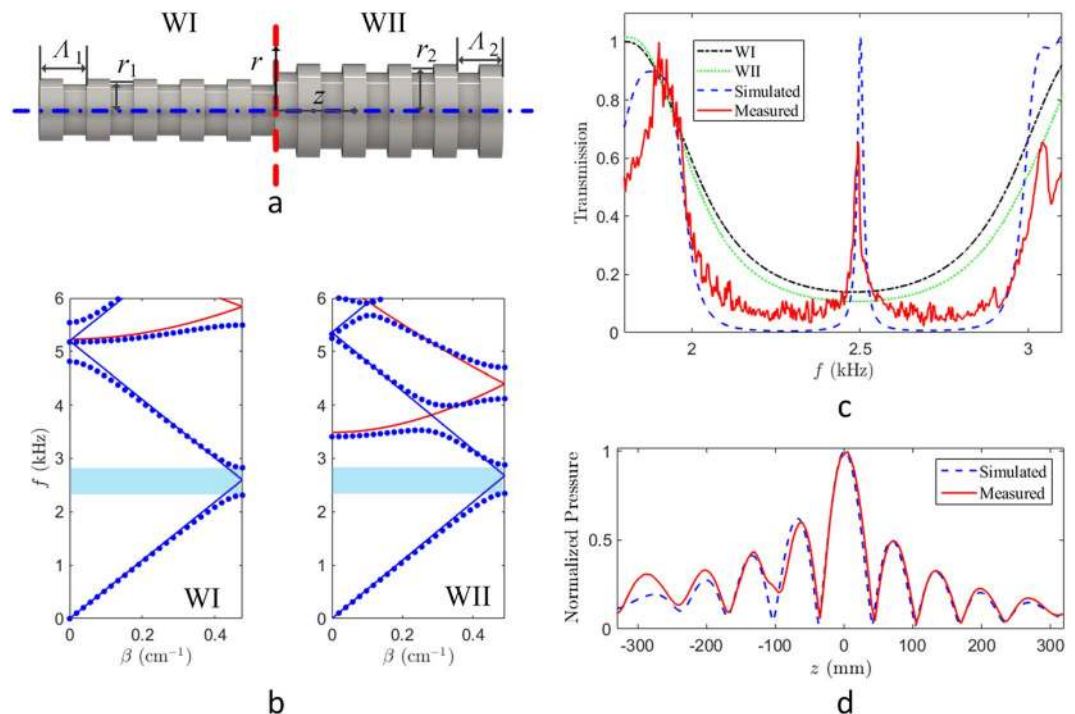 WI WII
Λ1 r1 r z r2 Λ2
a
6
5
4
3
2
1
0
f (kHz)
0 0.2 0.4
β (cm⁻¹)
WI
6
5
4
3
2
1
0
0 0.2 0.4
β (cm⁻¹)
WII
b
1
0.8
0.6
0.4
0.2
0
Transmission
WI
WII
Simulated
Measured
2 2.5 3
f (kHz)
c
1
0.5
0
Normalized Pressure
Simulated
Measured
-300 -200 -100 0 100 200 300
z (mm)
d